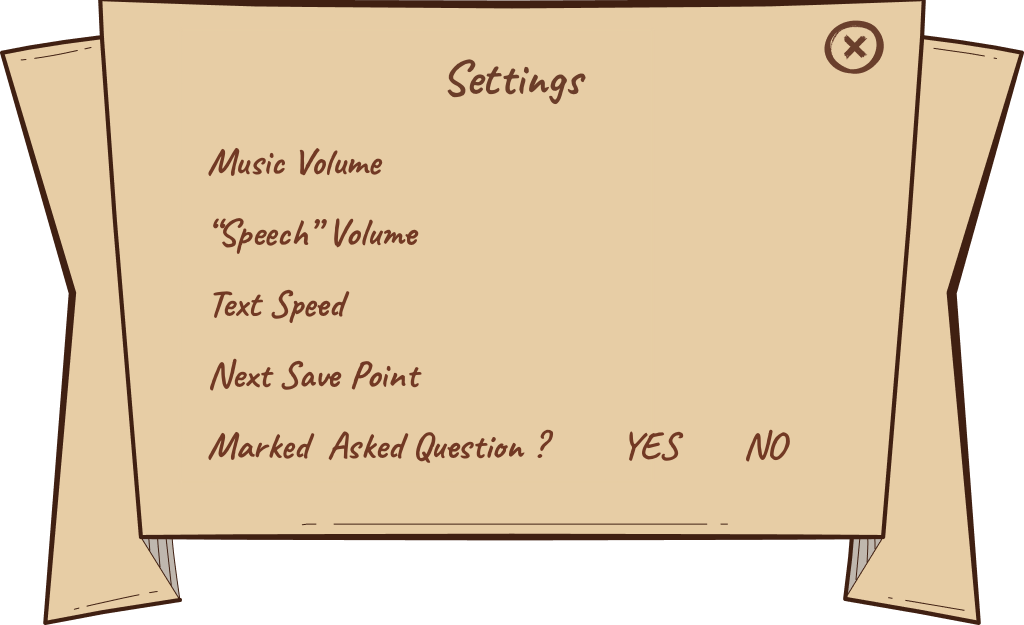 Settings
Music Volume
“Speech” Volume
Text Speed
Next Save Point
Marked Asked Question ? YES NO